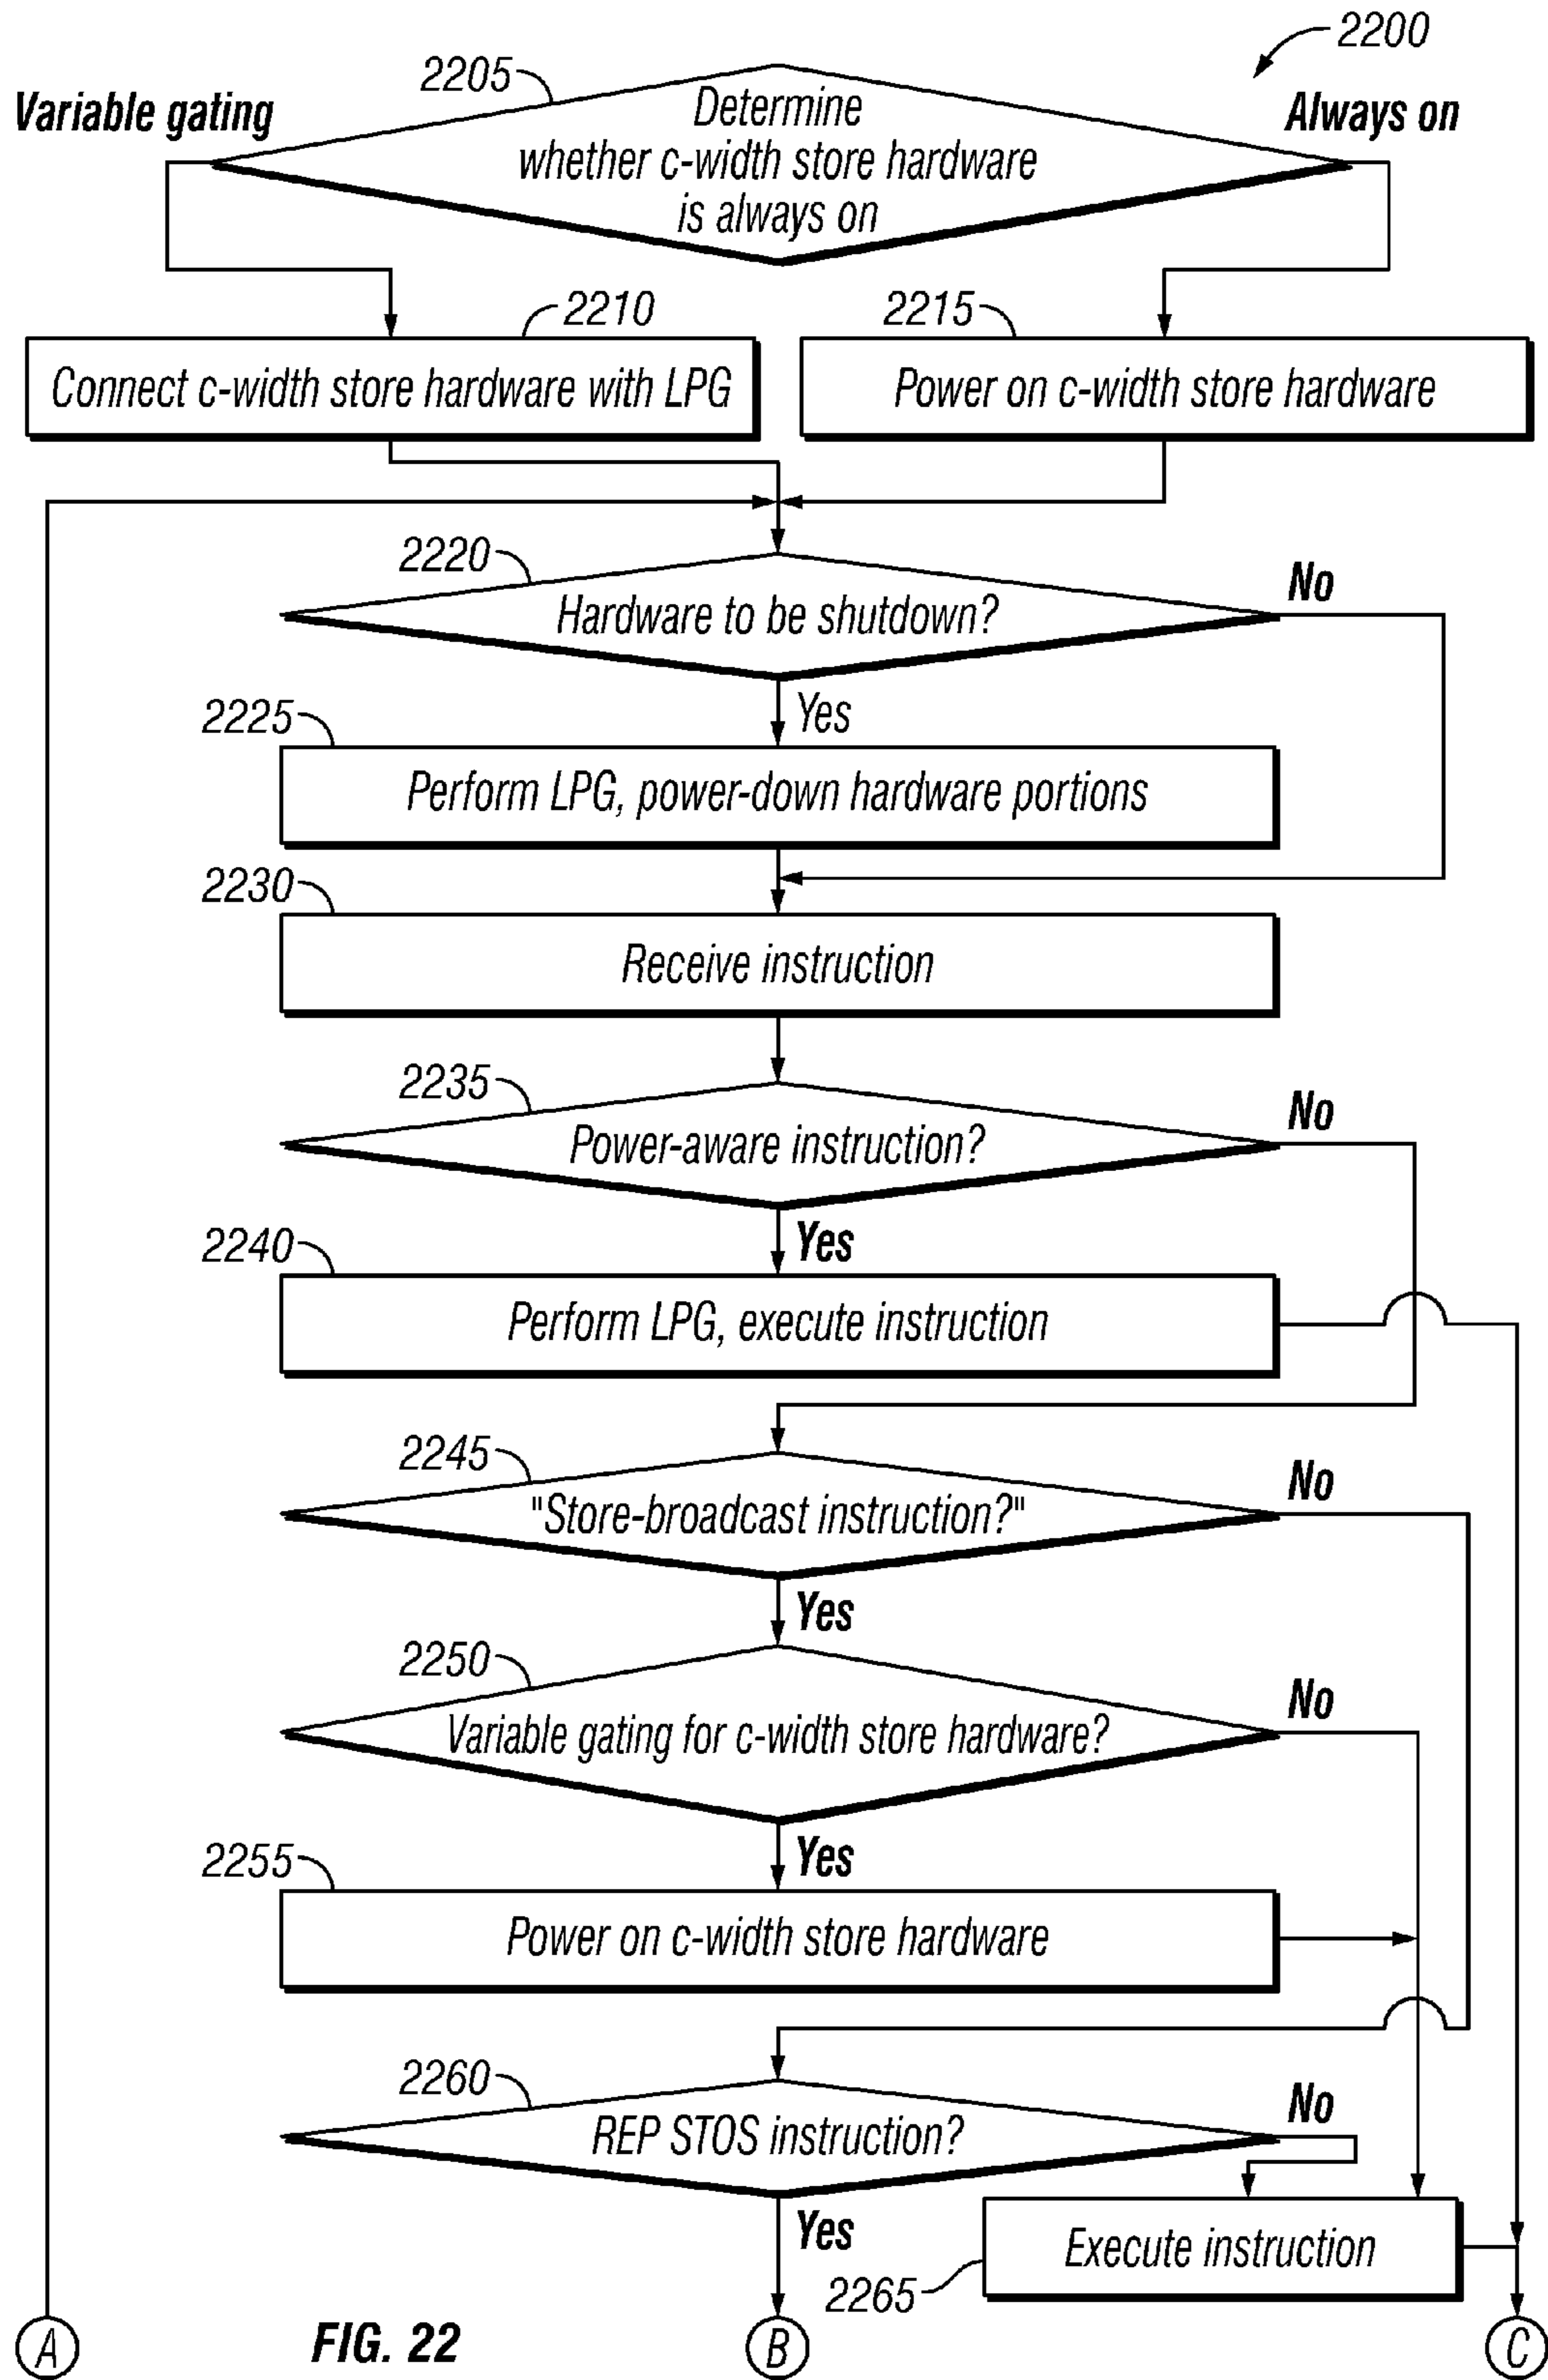 2200
2205
Variable gating
Determine
whether c-width store hardware
is always on
Always on
2210
2215
Connect c-width store hardware with LPG
Power on c-width store hardware
2220
Hardware to be shutdown?
No
Yes
2225
Perform LPG, power-down hardware portions
2230
Receive instruction
2235
Power-aware instruction?
No
Yes
2240
Perform LPG, execute instruction
2245
"Store-broadcast instruction?"
No
Yes
2250
Variable gating for c-width store hardware?
No
Yes
2255
Power on c-width store hardware
2260
REP STOS instruction?
No
Yes
Execute instruction
2265
A
FIG. 22
B
C